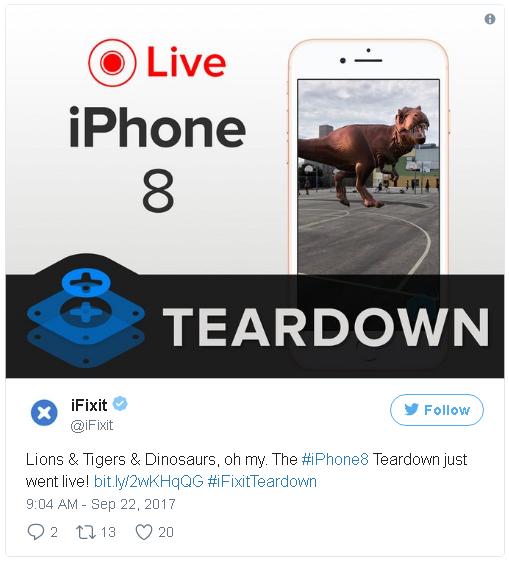 Live
iPhone
8
TEARDOWN
iFixit
@iFixit
Follow
Lions & Tigers & Dinosaurs, oh my. The #iPhone8 Teardown just
went live! bit.ly/2wKHqQG #iFixitTeardown
9:04 AM - Sep 22, 2017
2 13 20